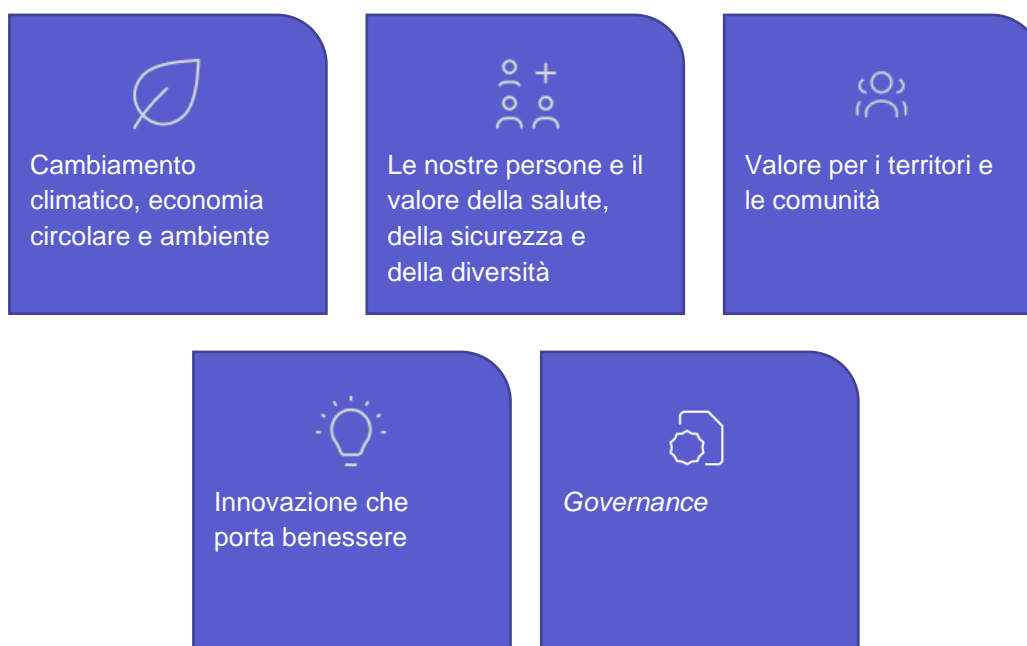 Cambiamento
climatico, economia
circolare e ambiente
Le nostre persone e il
valore della salute,
della sicurezza e
della diversità
Valore per i territori e
le comunità
Innovazione che
porta benessere
Governance